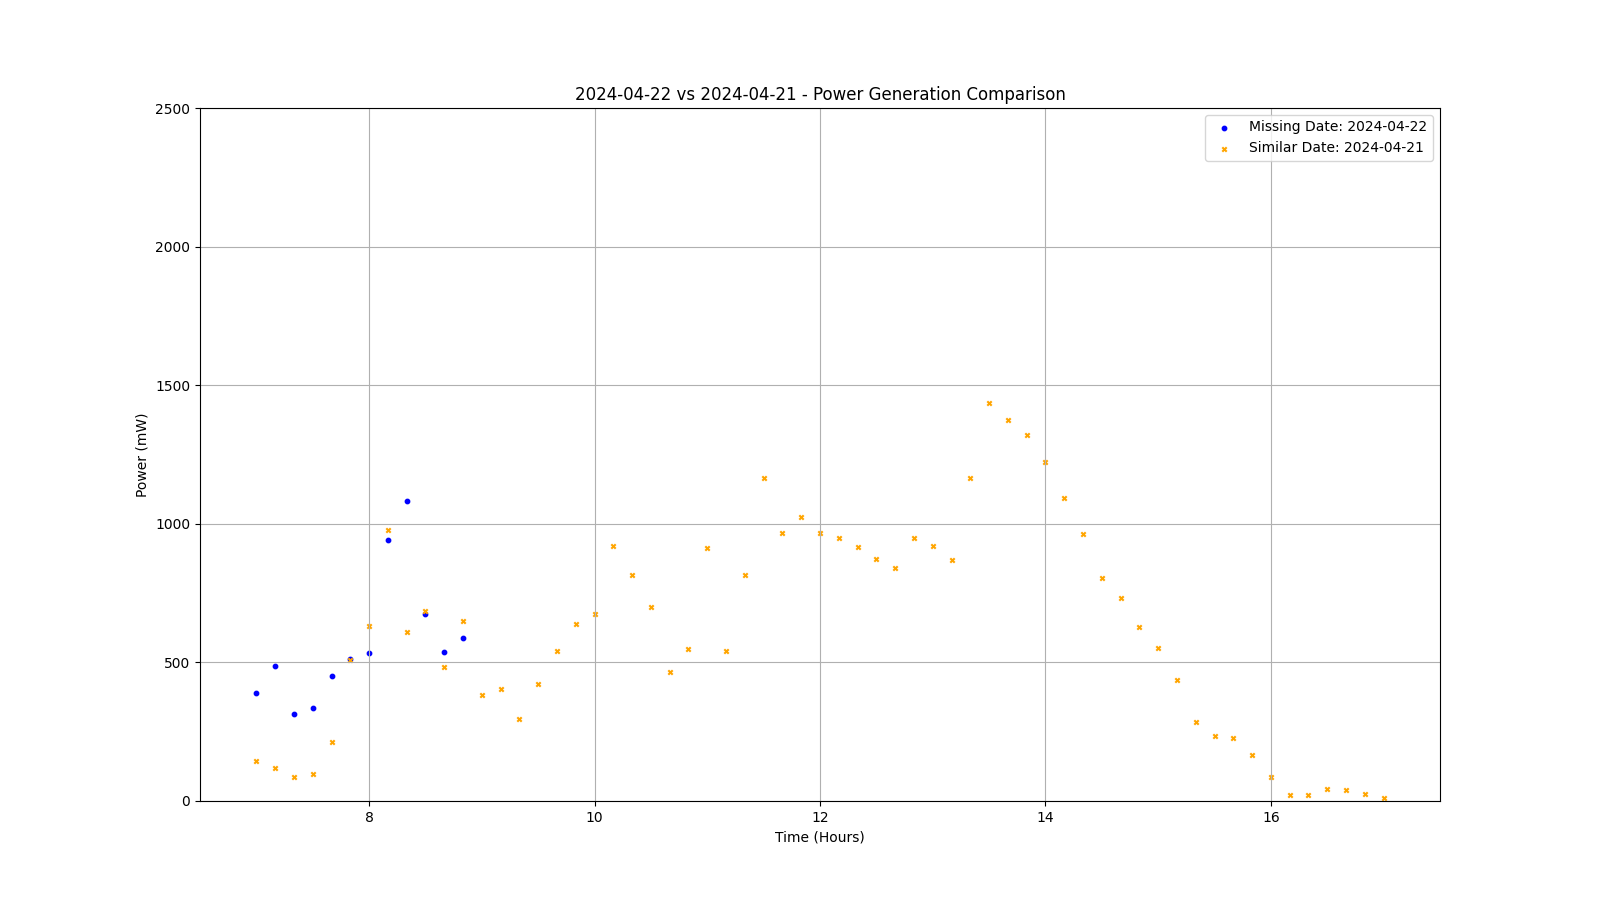 2024-04-22 vs 2024-04-21 - Power Generation Comparison
Missing Date: 2024-04-22
Similar Date: 2024-04-21
2500
2000
1500
1000
500
0
Power (mW)
8
10
12
14
16
Time (Hours)